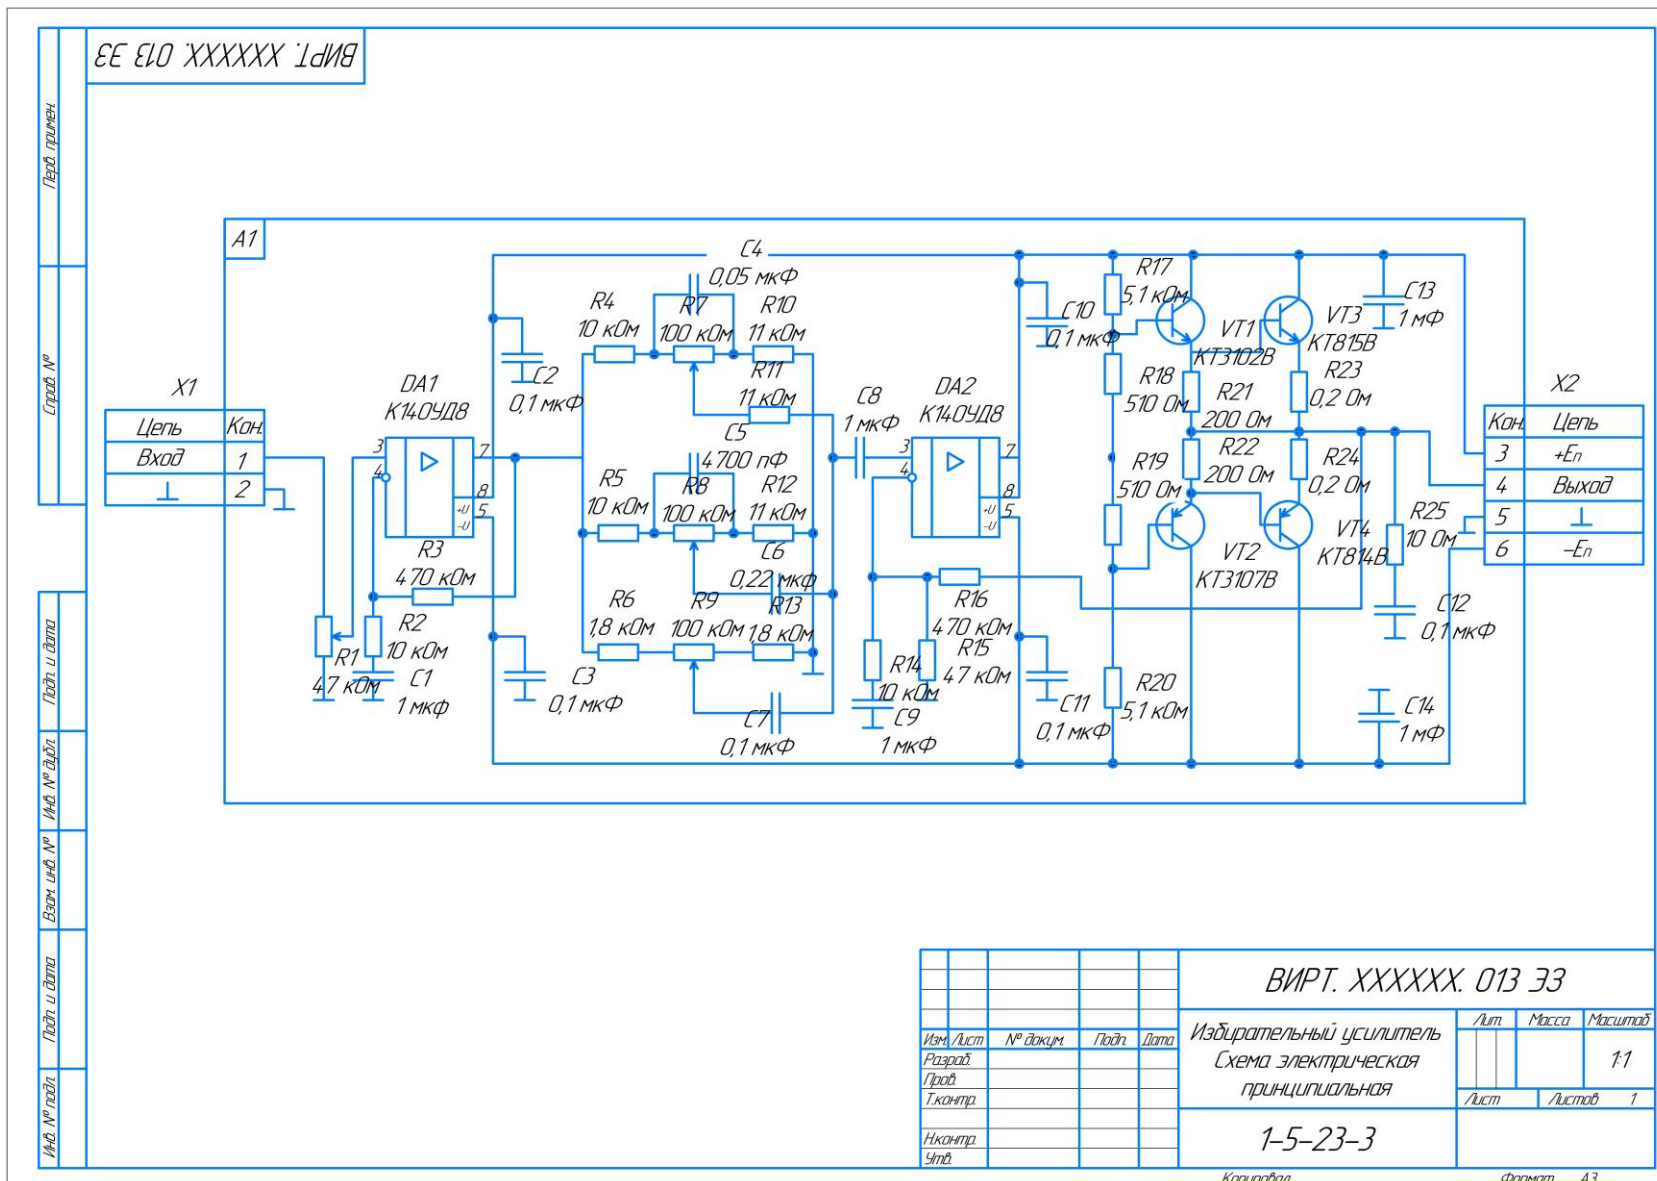 ВИРТ. XXXXXX. 013 ЭЗ
Перв. примен.
Справ. №
Подп. и дата
Инв. № дубл.
Взам. инв. №
Подп. и дата
Инв. № подл.
А1
X1
Цепь Кон.
Вход 1
⊥ 2
R1
47 кОм
DA1
К140УД8
3
4
7
8
5
+U
-U
R3
470 кОм
R2
10 кОм
C1
1 мкФ
C2
0,1 мкФ
C3
0,1 мкФ
R4
10 кОм
C4
0,05 мкФ
R7
100 кОм
R10
11 кОм
R11
11 кОм
R5
10 кОм
C5
4700 пФ
R8
100 кОм
R12
11 кОм
C6
0,22 мкФ
R6
1,8 кОм
R9
100 кОм
R13
1,8 кОм
C7
0,1 мкФ
C8
1 мкФ
DA2
К140УД8
3
4
7
8
5
+U
-U
R16
470 кОм
R15
47 кОм
R14
10 кОм
C9
1 мкФ
C10
0,1 мкФ
C11
0,1 мкФ
R17
5,1 кОм
R18
510 Ом
R19
510 Ом
R20
5,1 кОм
VT1
КТ3102В
VT2
КТ3107В
R21
200 Ом
R22
200 Ом
VT3
КТ815В
VT4
КТ814В
R23
0,2 Ом
R24
0,2 Ом
R25
10 Ом
C12
0,1 мкФ
C13
1 мФ
C14
1 мФ
X2
Кон. Цепь
3 +Еп
4 Выход
5 ⊥
6 -Еп
ВИРТ. XXXXXX. 013 ЭЗ
Изм. Лист № докум. Подп. Дата
Разраб.
Пров.
Т.контр.
Н.контр.
Утв.
Избирательный усилитель
Схема электрическая
принципиальная
Лит. Масса Масштаб
1:1
Лист Листов 1
1-5-23-3
Копировал Формат А3